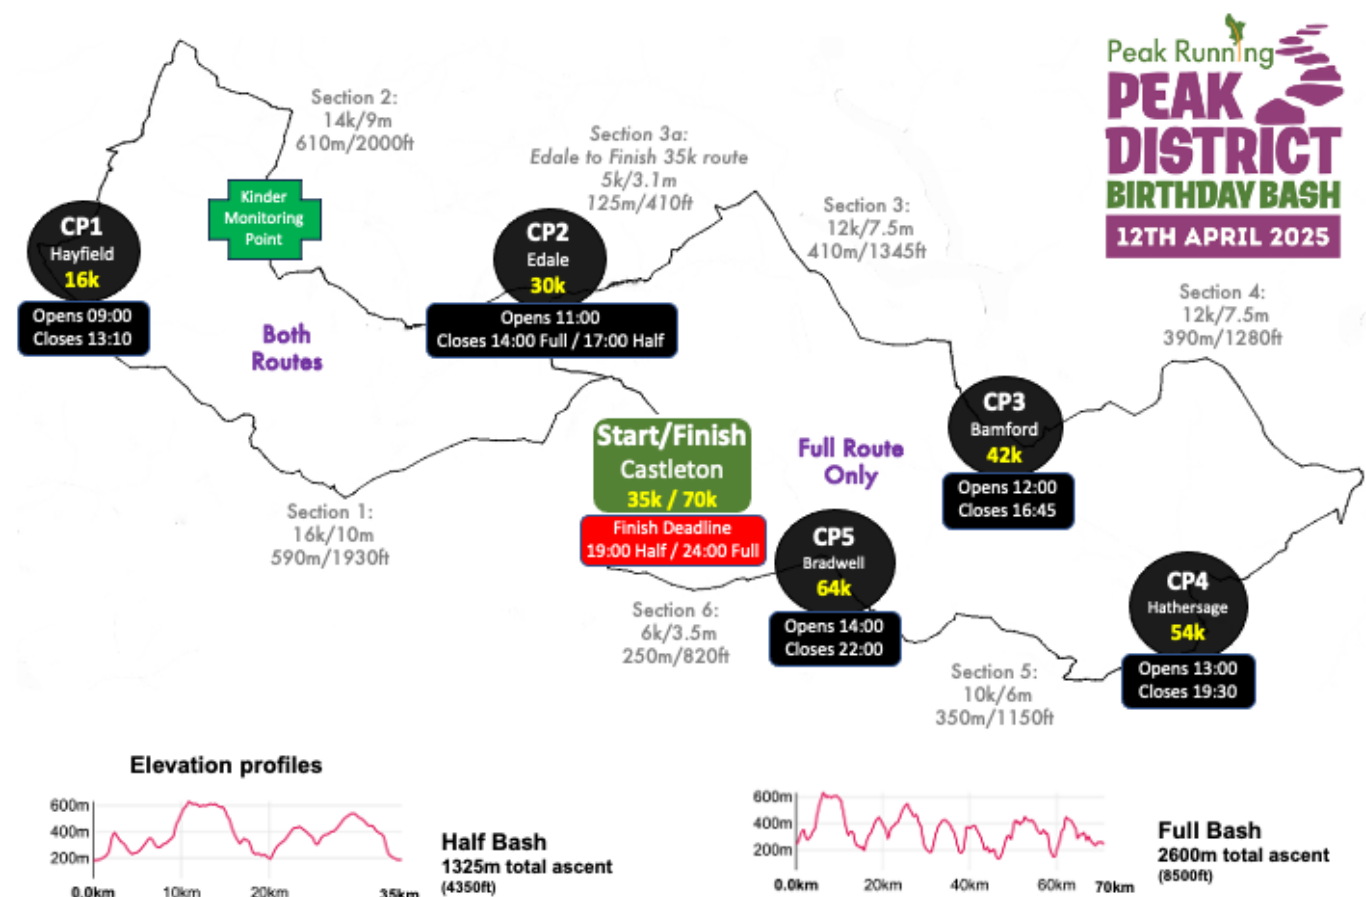 Peak Running
PEAK
DISTRICT
BIRTHDAY BASH
12TH APRIL 2025
Section 2:
14k/9m
610m/2000ft
Section 3a:
Edale to Finish 35k route
5k/3.1m
125m/410ft
Section 3:
12k/7.5m
410m/1345ft
Kinder
Monitoring
Point
CP1
Hayfield
16k
Opens 09:00
Closes 13:10
CP2
Edale
30k
Opens 11:00
Closes 14:00 Full / 17:00 Half
Both
Routes
Section 4:
12k/7.5m
390m/1280ft
CP3
Bamford
42k
Opens 12:00
Closes 16:45
Start/Finish
Castleton
35k / 70k
Finish Deadline
19:00 Half / 24:00 Full
Full Route
Only
Section 1:
16k/10m
590m/1930ft
CP5
Bradwell
64k
Opens 14:00
Closes 22:00
CP4
Hathersage
54k
Opens 13:00
Closes 19:30
Section 6:
6k/3.5m
250m/820ft
Section 5:
10k/6m
350m/1150ft
Elevation profiles
600m
400m
200m
0.0km 10km 20km 35km
Half Bash
1325m total ascent
(4350ft)
600m
400m
200m
0.0km 20km 40km 60km 70km
Full Bash
2600m total ascent
(8500ft)